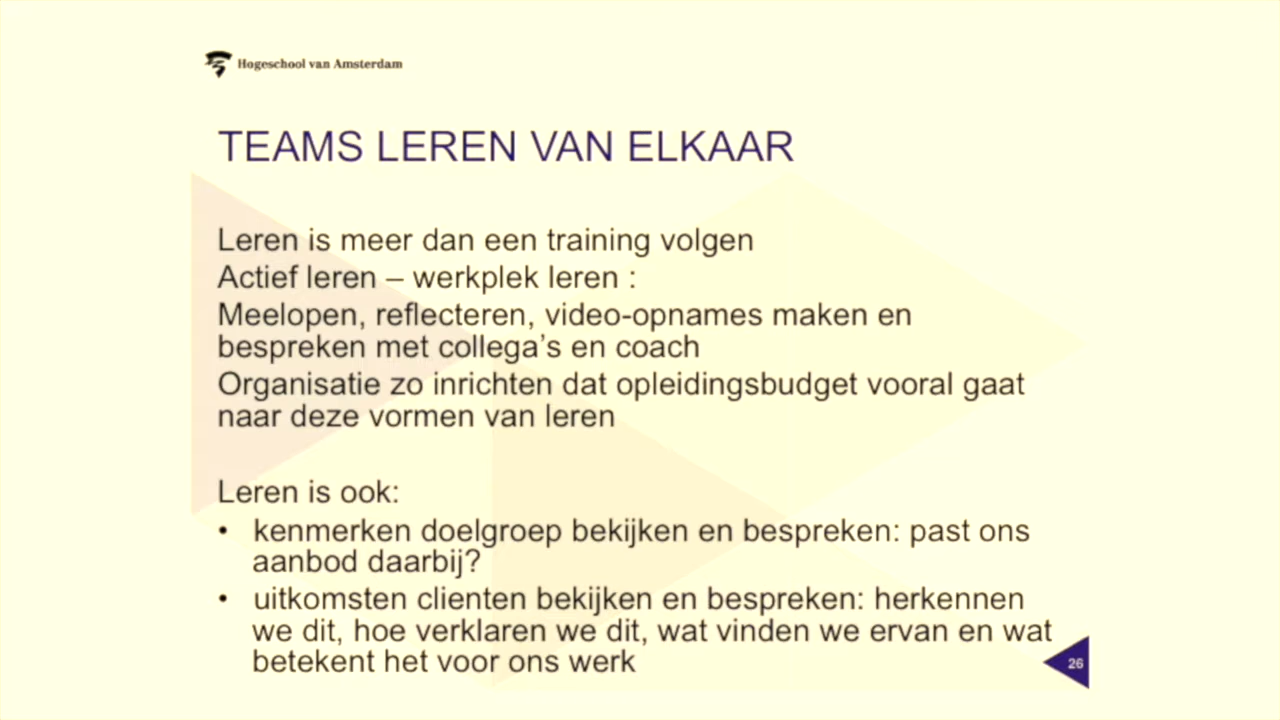 Hogeschool van Amsterdam
TEAMS LEREN VAN ELKAAR
Leren is meer dan een training volgen
Actief leren – werkplek leren :
Meelopen, reflecteren, video-opnames maken en
bespreken met collega’s en coach
Organisatie zo inrichten dat opleidingsbudget vooral gaat
naar deze vormen van leren
Leren is ook:
• kenmerken doelgroep bekijken en bespreken: past ons
aanbod daarbij?
• uitkomsten clienten bekijken en bespreken: herkennen
we dit, hoe verklaren we dit, wat vinden we ervan en wat
betekent het voor ons werk
26